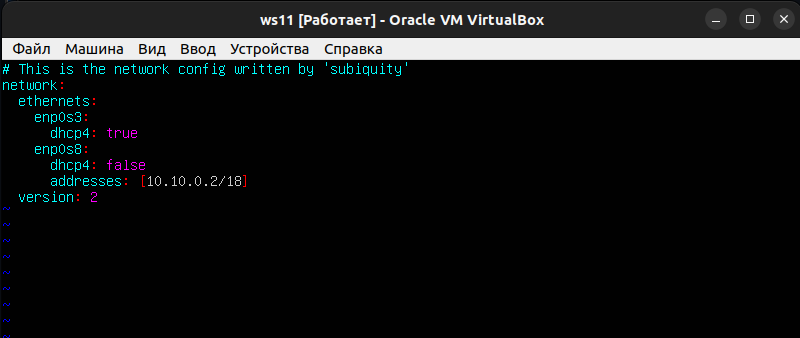 ws11 [Работает] - Oracle VM VirtualBox
Файл Машина Вид Ввод Устройства Справка
# This is the network config written by 'subiquity'
network:
  ethernets:
    enp0s3:
      dhcp4: true
    enp0s8:
      dhcp4: false
      addresses: [10.10.0.2/18]
  version: 2
~
~
~
~
~
~
~
~
~